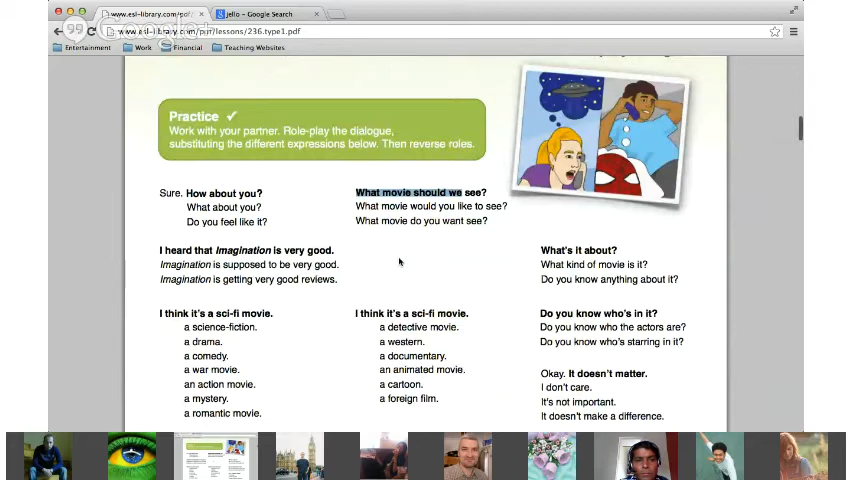 www.esl-library.com/pdf/
jello - Google Search
www.esl-library.com/pdf/lessons/236.type1.pdf
Google+
Entertainment
Work
Financial
Teaching Websites
Practice ✓
Work with your partner. Role-play the dialogue,
substituting the different expressions below. Then reverse roles.
Sure. How about you?
What about you?
Do you feel like it?
What movie should we see?
What movie would you like to see?
What movie do you want see?
I heard that Imagination is very good.
Imagination is supposed to be very good.
Imagination is getting very good reviews.
What's it about?
What kind of movie is it?
Do you know anything about it?
I think it's a sci-fi movie.
a science-fiction.
a drama.
a comedy.
a war movie.
an action movie.
a mystery.
a romantic movie.
I think it's a sci-fi movie.
a detective movie.
a western.
a documentary.
an animated movie.
a cartoon.
a foreign film.
Do you know who's in it?
Do you know who the actors are?
Do you know who's starring in it?
Okay. It doesn't matter.
I don't care.
It's not important.
It doesn't make a difference.